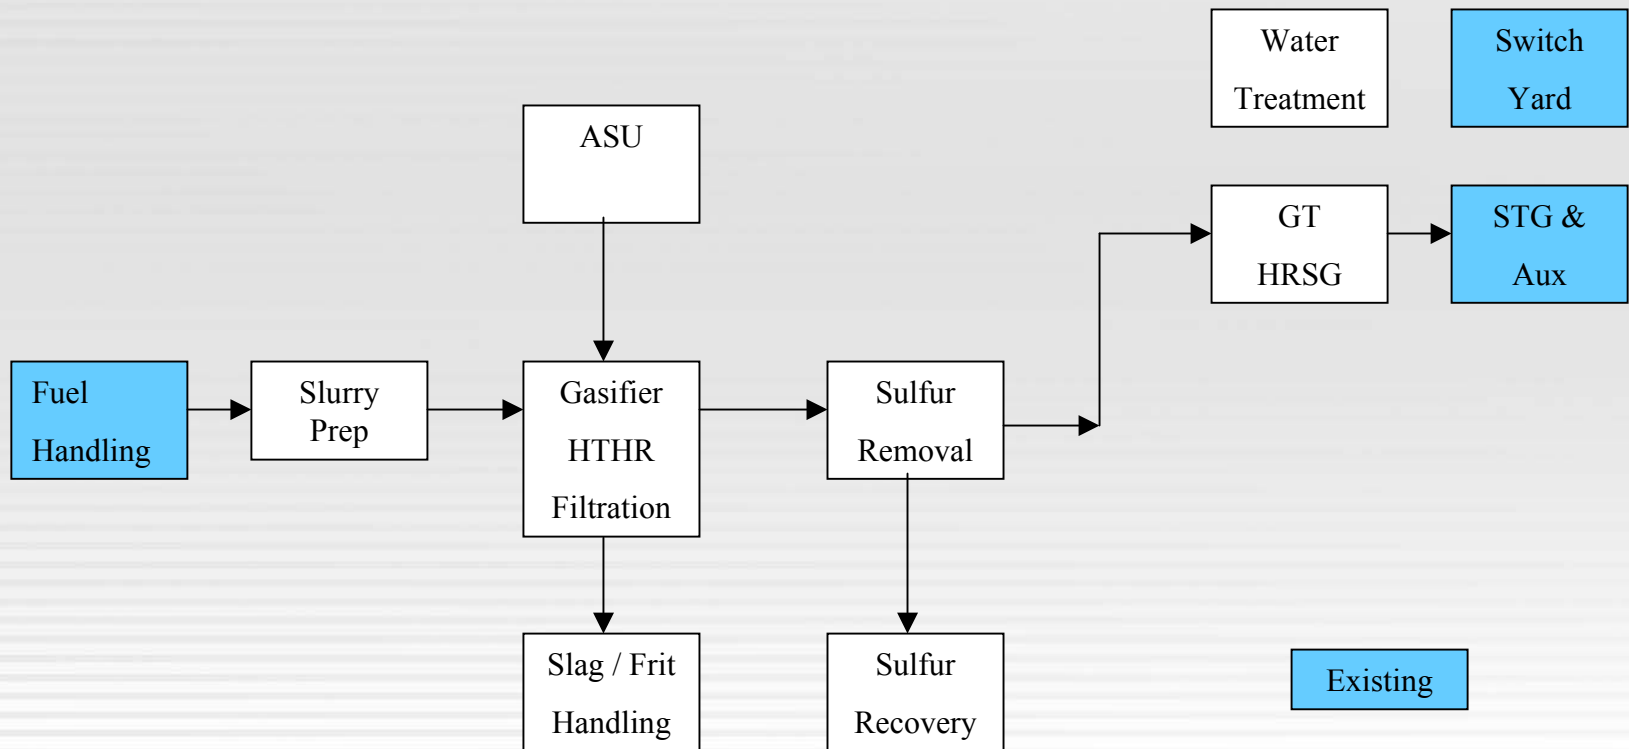 Water
Treatment
Switch
Yard
ASU
GT
HRSG
STG &
Aux
Fuel
Handling
Slurry
Prep
Gasifier
HTHR
Filtration
Sulfur
Removal
Slag / Frit
Handling
Sulfur
Recovery
Existing